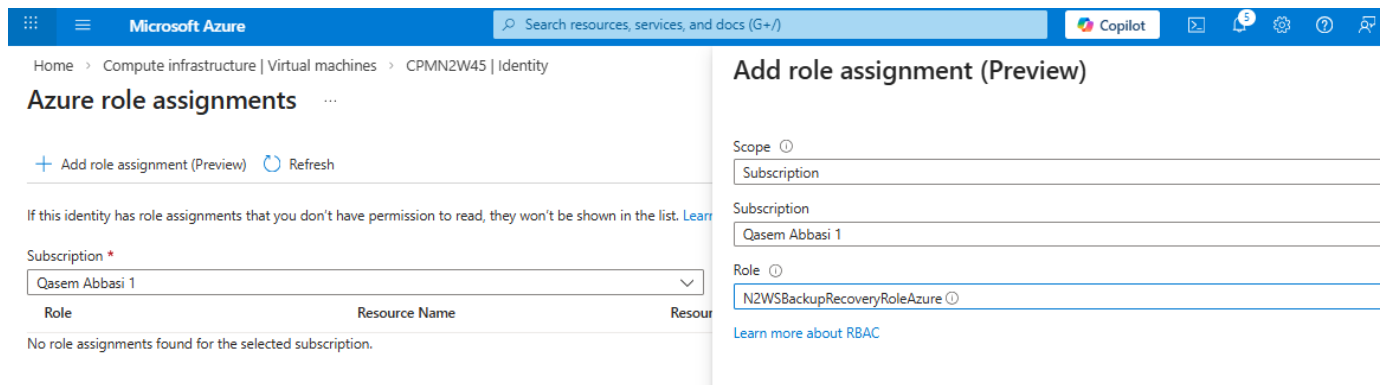 Microsoft Azure
Search resources, services, and docs (G+/)
Copilot
5
Home > Compute infrastructure | Virtual machines > CPMN2W45 | Identity
Azure role assignments ...
+ Add role assignment (Preview) Refresh
If this identity has role assignments that you don't have permission to read, they won't be shown in the list. Learn
Subscription *
Qasem Abbasi 1
Role Resource Name Resour
No role assignments found for the selected subscription.
Add role assignment (Preview)
Scope
Subscription
Subscription
Qasem Abbasi 1
Role
N2WSBackupRecoveryRoleAzure
Learn more about RBAC